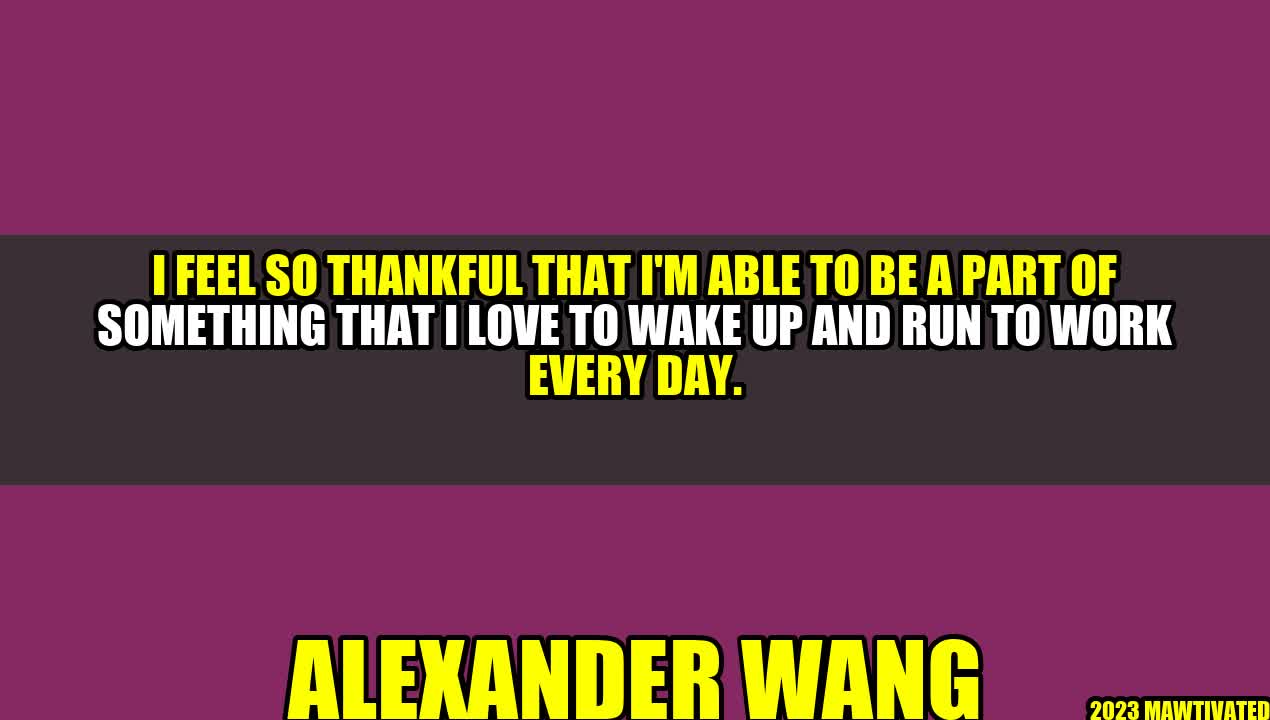 I FEEL SO THANKFUL THAT I'M ABLE TO BE A PART OF
SOMETHING THAT I LOVE TO WAKE UP AND RUN TO WORK
EVERY DAY.
ALEXANDER WANG
2023 MAWTIVATED